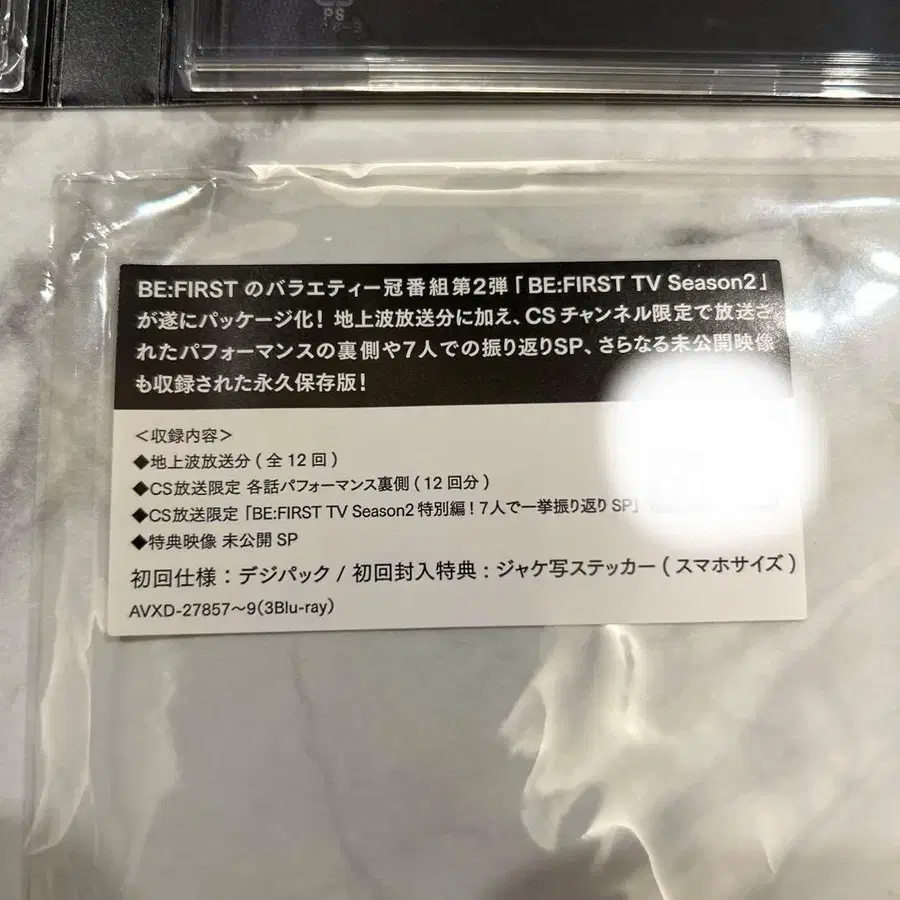 PS
BE:FIRST のバラエティー冠番組第2弾「BE:FIRST TV Season2」
が遂にパッケージ化！地上波放送分に加え、CSチャンネル限定で放送さ
れたパフォーマンスの裏側や7人での振り返りSP、さらなる未公開映像
も収録された永久保存版！
＜収録内容＞
◆地上波放送分 ( 全 12 回 )
◆CS放送限定 各話パフォーマンス裏側 ( 12 回分 )
◆CS放送限定「BE:FIRST TV Season2 特別編！7人で一挙振り返り SP」
◆特典映像 未公開 SP
初回仕様：デジパック / 初回封入特典：ジャケ写ステッカー ( スマホサイズ )
AVXD-27857～9(3Blu-ray)